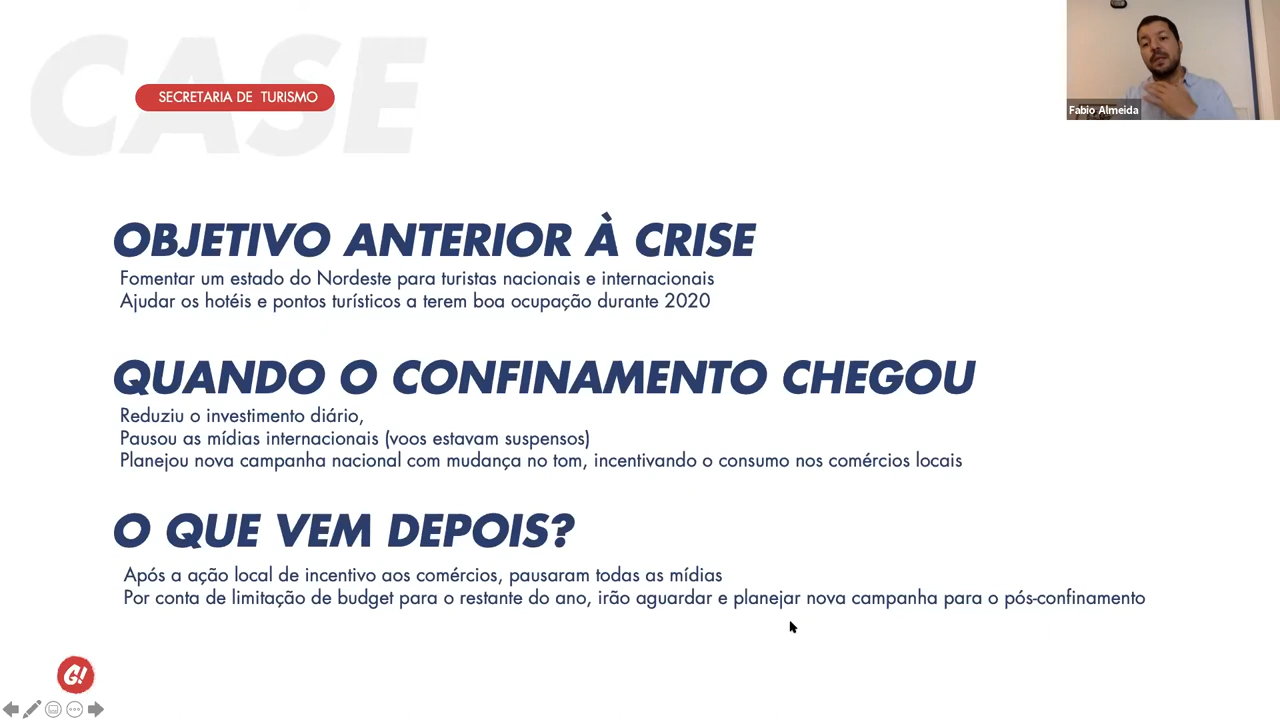 CASE
SECRETARIA DE TURISMO
Fabio Almeida
OBJETIVO ANTERIOR À CRISE
Fomentar um estado do Nordeste para turistas nacionais e internacionais
Ajudar os hotéis e pontos turísticos a terem boa ocupação durante 2020
QUANDO O CONFINAMENTO CHEGOU
Reduziu o investimento diário,
Pausou as mídias internacionais (voos estavam suspensos)
Planejou nova campanha nacional com mudança no tom, incentivando o consumo nos comércios locais
O QUE VEM DEPOIS?
Após a ação local de incentivo aos comércios, pausaram todas as mídias
Por conta de limitação de budget para o restante do ano, irão aguardar e planejar nova campanha para o pós-confinamento
G!